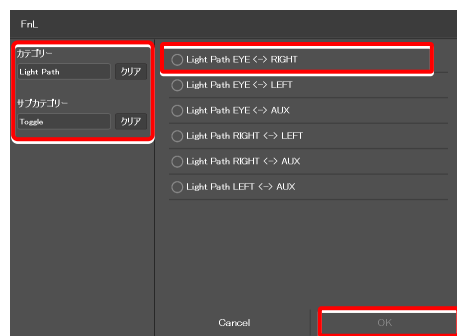 FnL
カテゴリー
Light Path クリア
サブカテゴリー
Toggle クリア
Light Path EYE <-> RIGHT
Light Path EYE <-> LEFT
Light Path EYE <-> AUX
Light Path RIGHT <-> LEFT
Light Path RIGHT <-> AUX
Light Path LEFT <-> AUX
Cancel OK